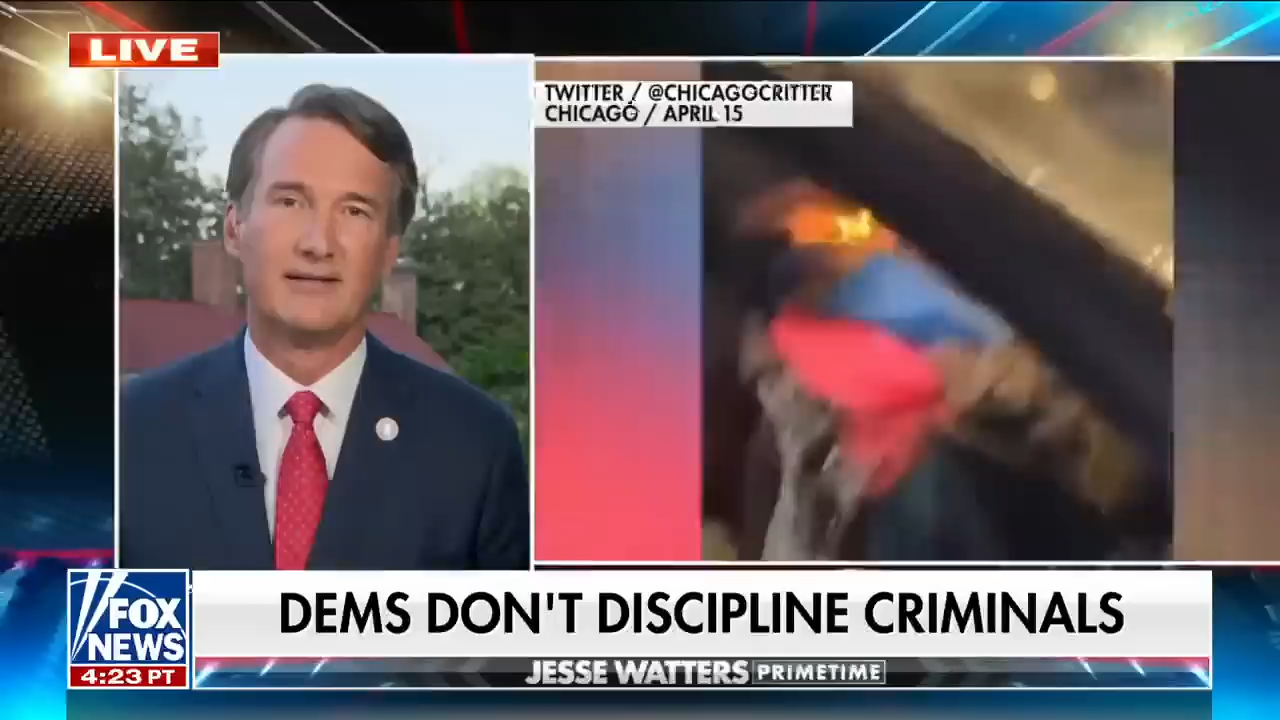 LIVE
TWITTER / @CHICAGOCRITTER
CHICAGO / APRIL 15
FOX
NEWS
4:23 PT
DEMS DON'T DISCIPLINE CRIMINALS
JESSE WATTERS PRIMETIME